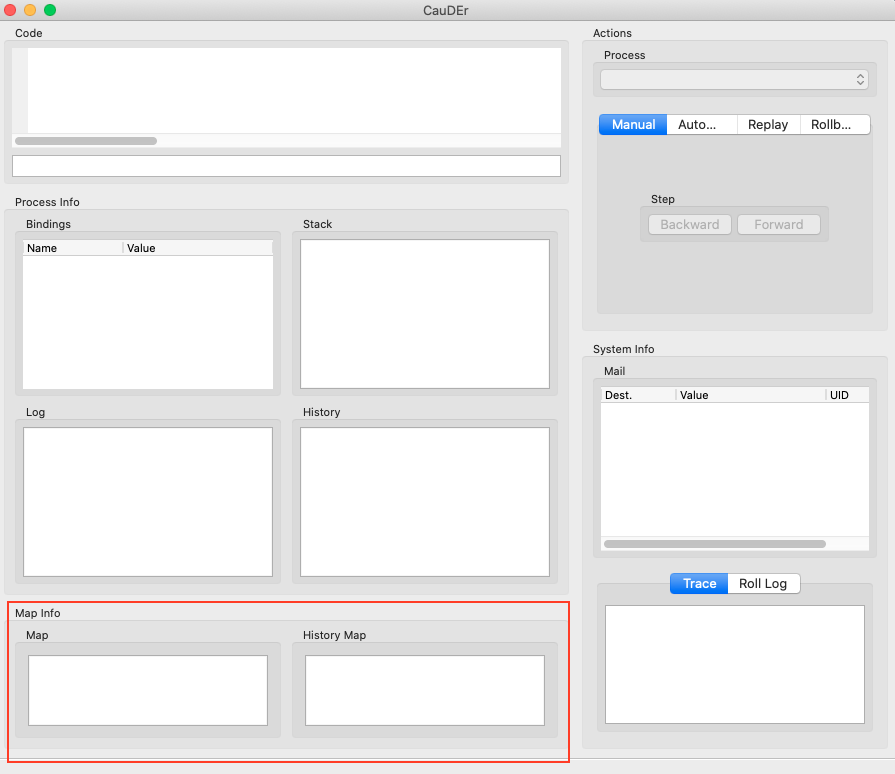 CauDEr
Code
Actions
Process
Manual Auto... Replay Rollb...
Step
Backward Forward
Process Info
Bindings
Name Value
Stack
Log
History
System Info
Mail
Dest. Value UID
Trace Roll Log
Map Info
Map
History Map